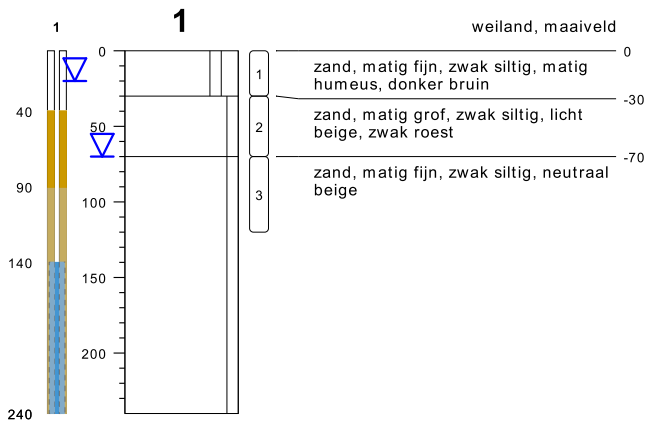 1
1
weiland, maaiveld
0
0
1
zand, matig fijn, zwak siltig, matig
humeus, donker bruin
-30
40
50
2
zand, matig grof, zwak siltig, licht
beige, zwak roest
-70
90
100
3
zand, matig fijn, zwak siltig, neutraal
beige
140
150
200
240